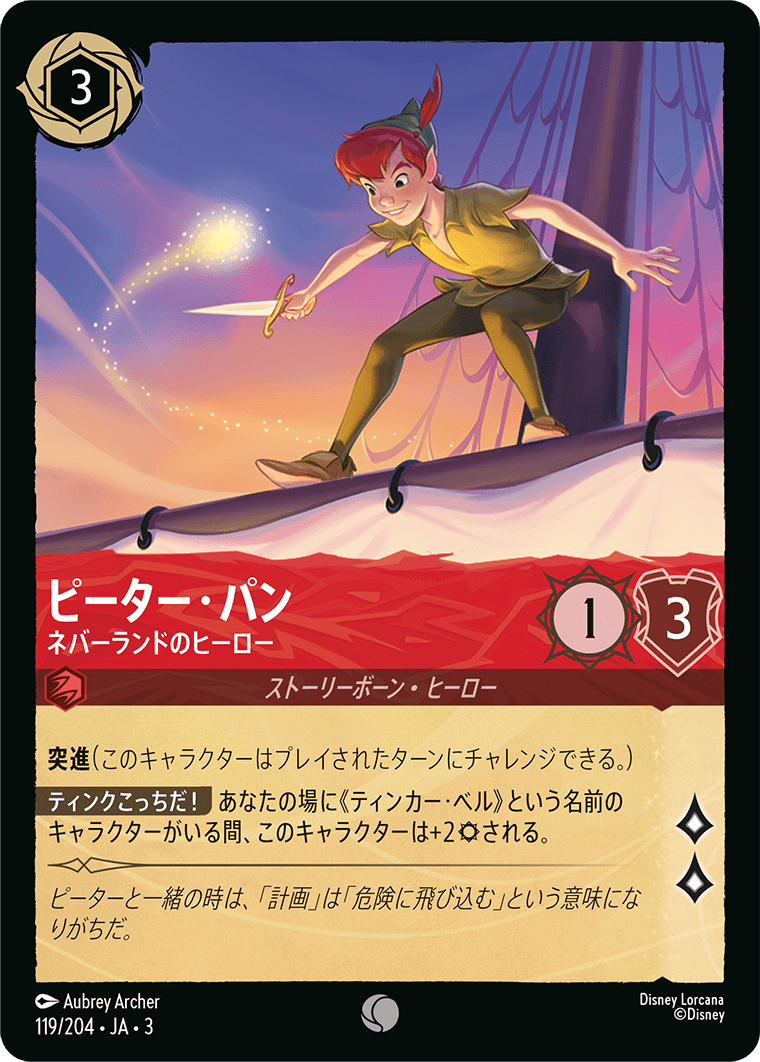 3
ピーター・パン
ネバーランドのヒーロー
1
3
ストーリーボーン・ヒーロー
突進(このキャラクターはプレイされたターンにチャレンジできる。)
ティンクこっちだ! あなたの場に《ティンカー・ベル》という名前の
キャラクターがいる間、このキャラクターは+2される。
ピーターと一緒の時は、「計画」は「危険に飛び込む」という意味にな
りがちだ。
Aubrey Archer
119/204・JA・3
Disney Lorcana
©Disney